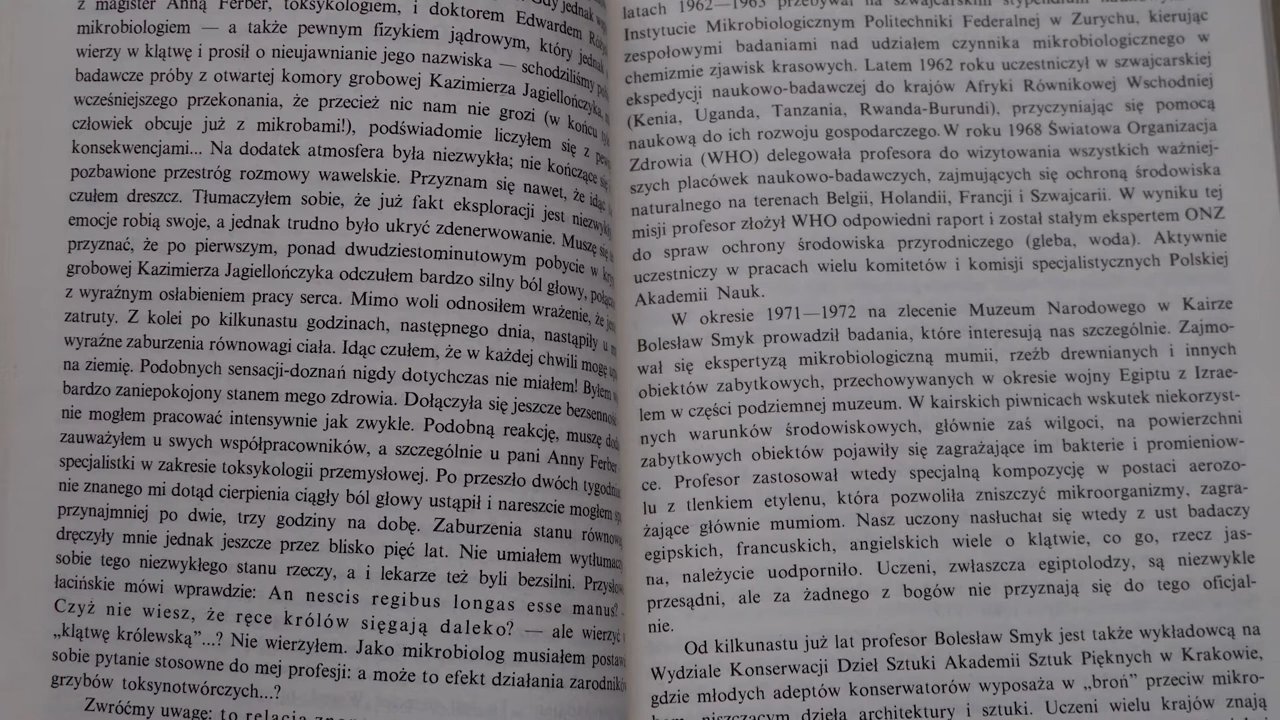 z magister Anną Ferber, toksykologiem, i doktorem Edwardem
mikrobiologiem — a także pewnym fizykiem jądrowym, który jednak
wierzy w klątwę i prosił o nieujawnianie jego nazwiska — schodziliśmy
badawcze próby z otwartej komory grobowej Kazimierza Jagiellończyka,
wcześniejszego przekonania, że przecież nic nam nie grozi (w końcu
człowiek obcuje już z mikrobami!), podświadomie liczyłem się z
konsekwencjami... Na dodatek atmosfera była niezwykła; nie kończące
pozbawione przestróg rozmowy wawelskie. Przyznam się nawet, że idąc
czułem dreszcz. Tłumaczyłem sobie, że już fakt eksploracji jest
emocje robią swoje, a jednak trudno było ukryć zdenerwowanie. Muszę
przyznać, że po pierwszym, ponad dwudziestominutowym pobycie w
grobowej Kazimierza Jagiellończyka odczułem bardzo silny ból głowy,
z wyraźnym osłabieniem pracy serca. Mimo woli odnosiłem wrażenie, że
zatruty. Z kolei po kilkunastu godzinach, następnego dnia, nastąpiły u
wyraźne zaburzenia równowagi ciała. Idąc czułem, że w każdej chwili mogę
na ziemię. Podobnych sensacji-doznań nigdy dotychczas nie miałem! Byłem
bardzo zaniepokojony stanem mego zdrowia. Dołączyła się jeszcze bezsenność
nie mogłem pracować intensywnie jak zwykle. Podobną reakcję, muszę
zauważyłem u swych współpracowników, a szczególnie u pani Anny Ferber
specjalistki w zakresie toksykologii przemysłowej. Po przeszło dwóch
nie znanego mi dotąd cierpienia ciągły ból głowy ustąpił i nareszcie mogłem
przynajmniej po dwie, trzy godziny na dobę. Zaburzenia stanu
dręczyły mnie jednak jeszcze przez blisko pięć lat. Nie umiałem
sobie tego niezwykłego stanu rzeczy, a i lekarze też byli bezsilni.
łacińskie mówi wprawdzie: An nescis regibus longas esse manus?
Czyż nie wiesz, że ręce królów sięgają daleko? — ale wierzyć
„klątwę królewską”...? Nie wierzyłem. Jako mikrobiolog musiałem
sobie pytanie stosowne do mej profesji: a może to efekt działania zarodników
grzybów toksynotwórczych...?
Zwróćmy uwagę: to relacja
latach 1962—1963 przebywał na szwajcarskim stypendium
Instytucie Mikrobiologicznym Politechniki Federalnej w Zurychu, kierując
zespołowymi badaniami nad udziałem czynnika mikrobiologicznego w
chemizmie zjawisk krasowych. Latem 1962 roku uczestniczył w szwajcarskiej
ekspedycji naukowo-badawczej do krajów Afryki Równikowej Wschodniej
(Kenia, Uganda, Tanzania, Rwanda-Burundi), przyczyniając się pomocą
naukową do ich rozwoju gospodarczego. W roku 1968 Światowa Organizacja
Zdrowia (WHO) delegowała profesora do wizytowania wszystkich ważniej-
szych placówek naukowo-badawczych, zajmujących się ochroną środowiska
naturalnego na terenach Belgii, Holandii, Francji i Szwajcarii. W wyniku tej
misji profesor złożył WHO odpowiedni raport i został stałym ekspertem ONZ
do spraw ochrony środowiska przyrodniczego (gleba, woda). Aktywnie
uczestniczy w pracach wielu komitetów i komisji specjalistycznych Polskiej
Akademii Nauk.
W okresie 1971—1972 na zlecenie Muzeum Narodowego w Kairze
Bolesław Smyk prowadził badania, które interesują nas szczególnie. Zajmo-
wał się ekspertyzą mikrobiologiczną mumii, rzeźb drewnianych i innych
obiektów zabytkowych, przechowywanych w okresie wojny Egiptu z Izrae-
lem w części podziemnej muzeum. W kairskich piwnicach wskutek niekorzyst-
nych warunków środowiskowych, głównie zaś wilgoci, na powierzchni
zabytkowych obiektów pojawiły się zagrażające im bakterie i promieniow-
ce. Profesor zastosował wtedy specjalną kompozycję w postaci aerozo-
lu z tlenkiem etylenu, która pozwoliła zniszczyć mikroorganizmy, zagra-
żające głównie mumiom. Nasz uczony nasłuchał się wtedy z ust badaczy
egipskich, francuskich, angielskich wiele o klątwie, co go, rzecz jas-
na, należycie uodporniło. Uczeni, zwłaszcza egiptolodzy, są niezwykle
przesądni, ale za żadnego z bogów nie przyznają się do tego oficjal-
nie.
Od kilkunastu już lat profesor Bolesław Smyk jest także wykładowcą na
Wydziale Konserwacji Dzieł Sztuki Akademii Sztuk Pięknych w Krakowie,
gdzie młodych adeptów konserwatorów wyposaża w „broń” przeciw mikro-
bom, niszczącym dzieła architektury i sztuki. Uczeni wielu krajów znają